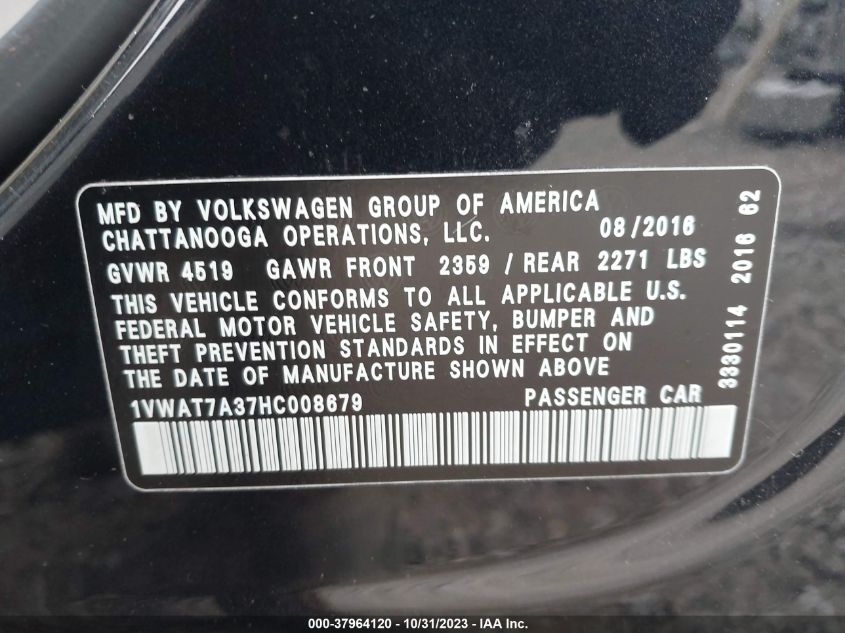 MFD BY VOLKSWAGEN GROUP OF AMERICA
CHATTANOOGA OPERATIONS, LLC. 08/2016
GVWR 4519 GAWR FRONT 2359 / REAR 2271 LBS
THIS VEHICLE CONFORMS TO ALL APPLICABLE U.S.
FEDERAL MOTOR VEHICLE SAFETY, BUMPER AND
THEFT PREVENTION STANDARDS IN EFFECT ON
THE DATE OF MANUFACTURE SHOWN ABOVE
1VWAT7A37HC008679 PASSENGER CAR
3330114 2016 62
000-37964120 - 10/31/2023 - IAA Inc.